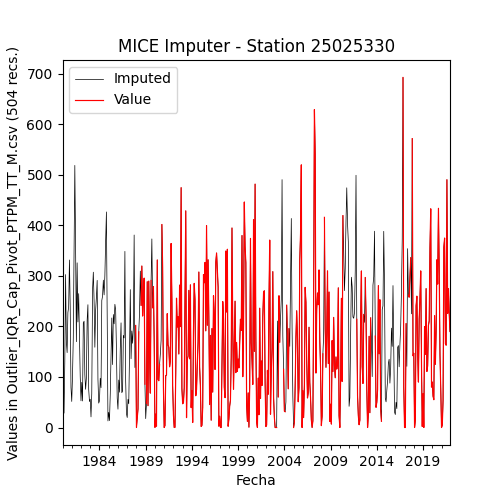 MICE Imputer - Station 25025330
Values in Outlier_IQR_Cap_Pivot_PTPM_TT_M.csv (504 recs.)
700
600
500
400
300
200
100
0
Imputed
Value
1984 1989 1994 1999 2004 2009 2014 2019
Fecha